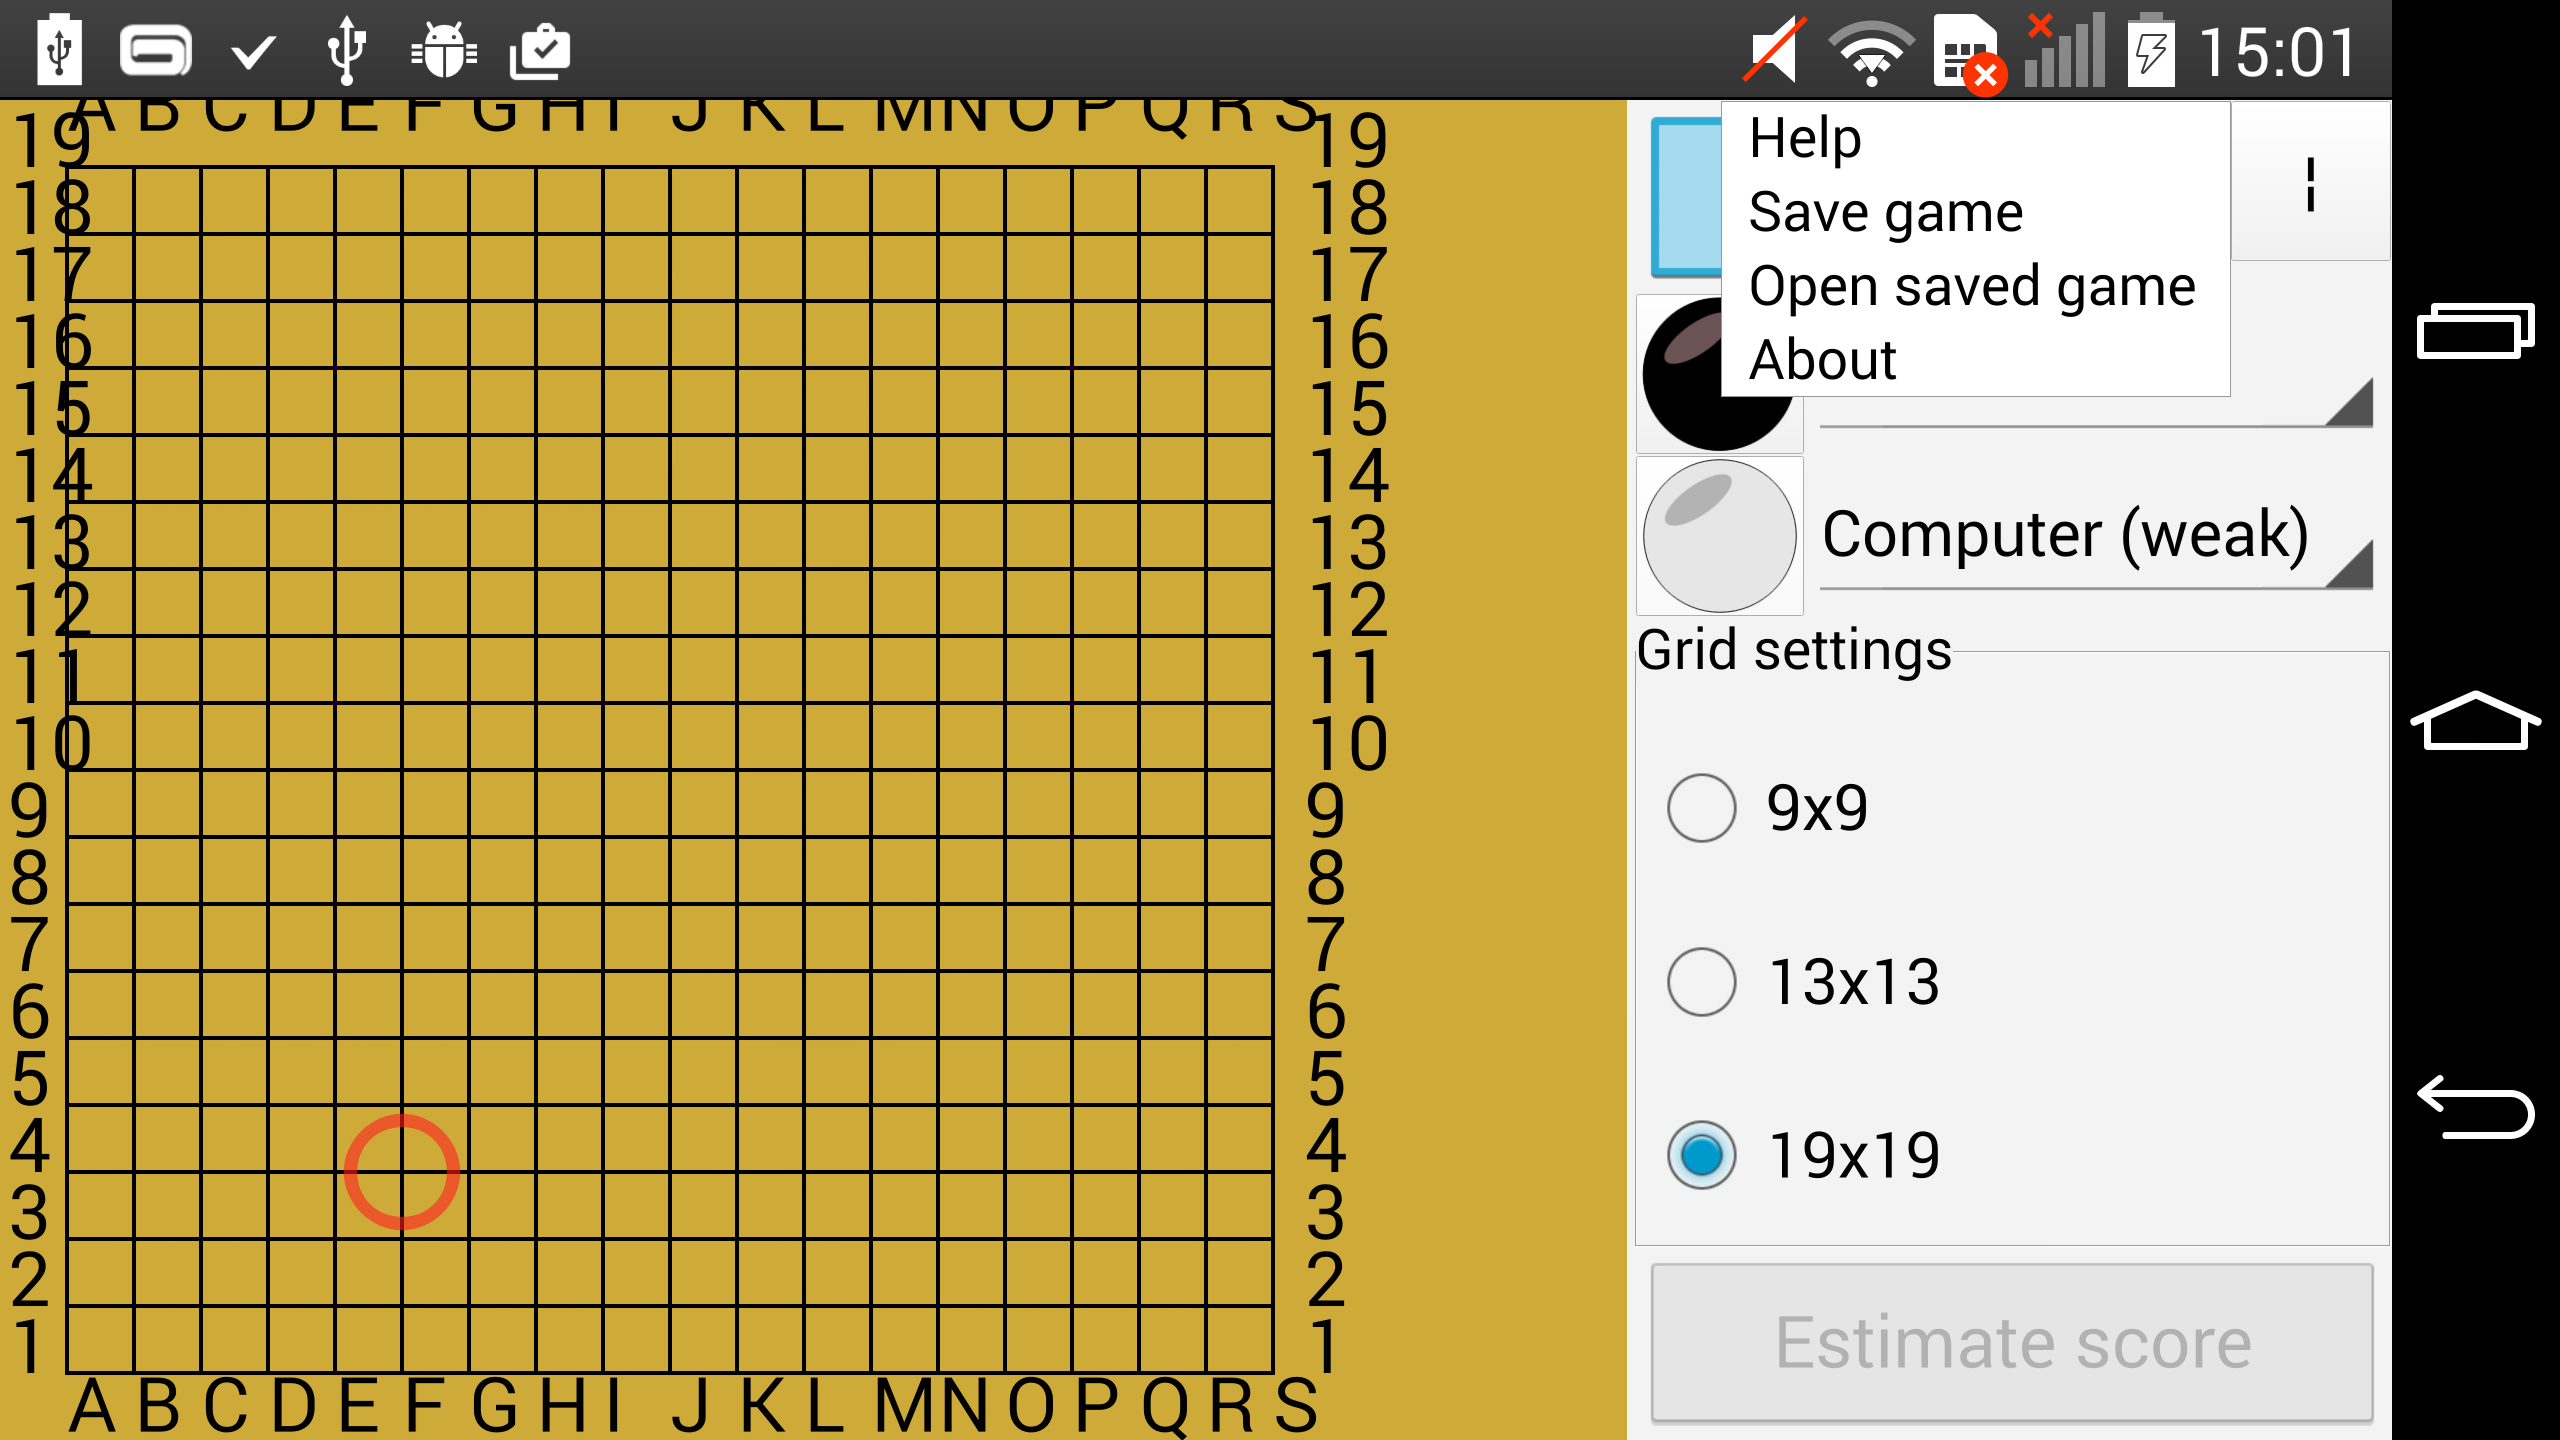 15:01
A B C D E F G H I J K L M N O P Q R S
19 19
18 18
17 17
16 16
15 15
14 14
13 13
12 12
11 11
10 10
9 9
8 8
7 7
6 6
5 5
4 4
3 3
2 2
1 1
A B C D E F G H I J K L M N O P Q R S
Help
Save game
Open saved game
About
Computer (weak)
Grid settings
9x9
13x13
19x19
Estimate score